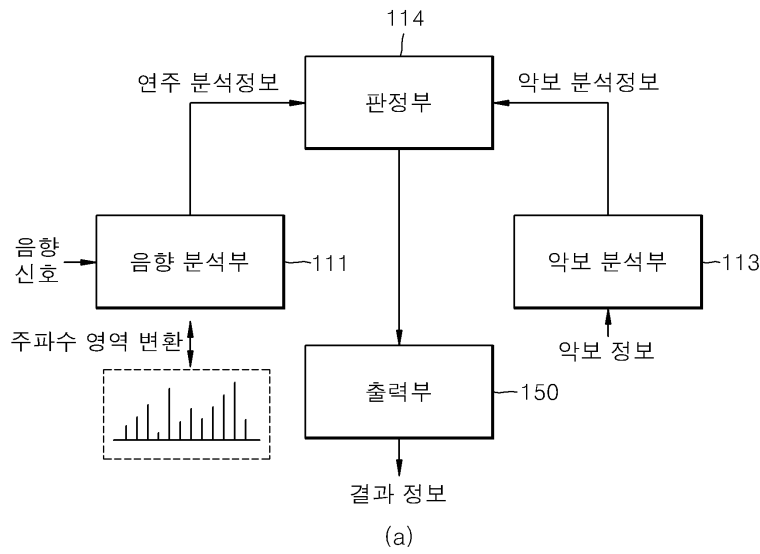 114
연주 분석정보
악보 분석정보
판정부
음향
신호
음향 분석부
111
악보 분석부
113
주파수 영역 변환
악보 정보
출력부
150
결과 정보
(a)